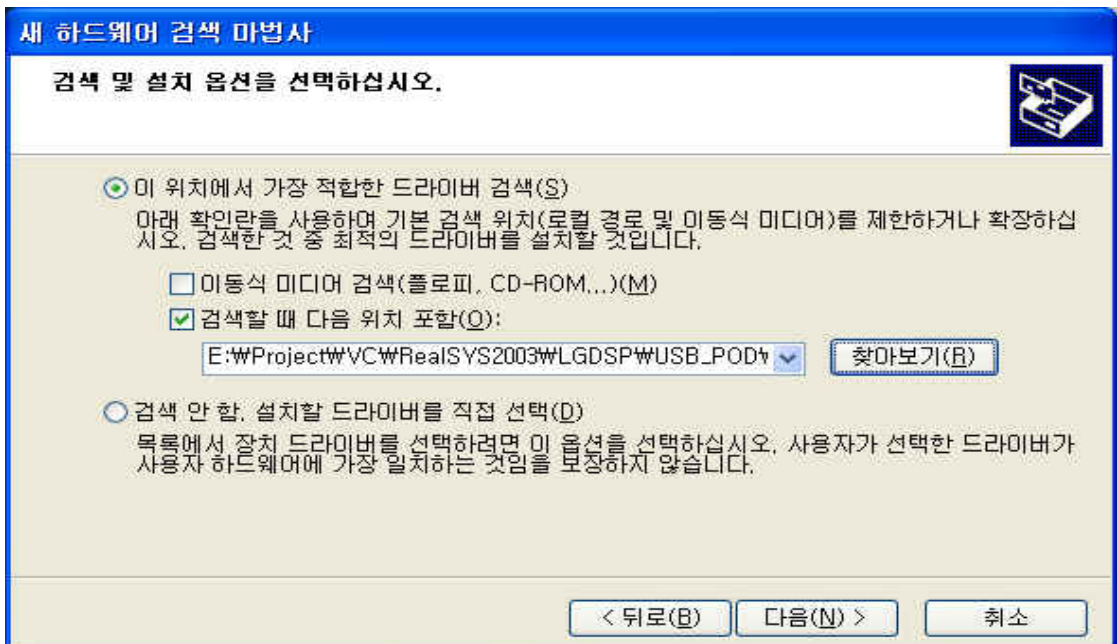 새 하드웨어 검색 마법사
검색 및 설치 옵션을 선택하십시오.
이 위치에서 가장 적합한 드라이버 검색(S)
아래 확인란을 사용하여 기본 검색 위치(로컬 경로 및 이동식 미디어)를 제한하거나 확장하십
시오. 검색한 것 중 최적의 드라이버를 설치할 것입니다.
이동식 미디어 검색(플로피, CD-ROM...)(M)
검색할 때 다음 위치 포함(O):
E:₩Project₩VC₩RealSYS2003₩LGDSP₩USB_POD₩
찾아보기(R)
검색 안 함. 설치할 드라이버를 직접 선택(D)
목록에서 장치 드라이버를 선택하려면 이 옵션을 선택하십시오. 사용자가 선택한 드라이버가
사용자 하드웨어에 가장 일치하는 것임을 보장하지 않습니다.
< 뒤로(B) 다음(N) > 취소